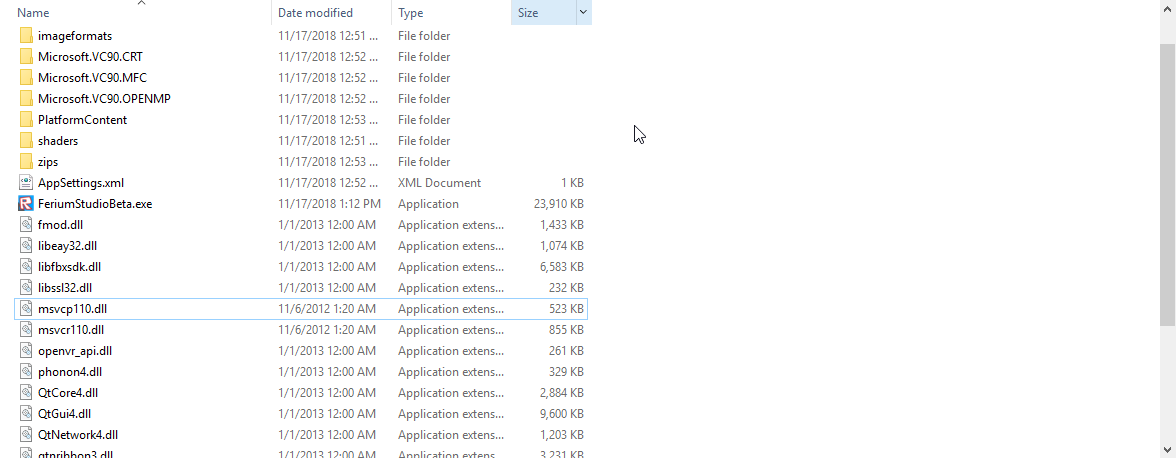 Name Date modified Type Size
imageformats 11/17/2018 12:51 ... File folder
Microsoft.VC90.CRT 11/17/2018 12:52 ... File folder
Microsoft.VC90.MFC 11/17/2018 12:52 ... File folder
Microsoft.VC90.OPENMP 11/17/2018 12:52 ... File folder
PlatformContent 11/17/2018 12:53 ... File folder
shaders 11/17/2018 12:51 ... File folder
zips 11/17/2018 12:53 ... File folder
AppSettings.xml 11/17/2018 12:52 ... XML Document 1 KB
FeriumStudioBeta.exe 11/17/2018 1:12 PM Application 23,910 KB
fmod.dll 1/1/2013 12:00 AM Application extens... 1,433 KB
libeay32.dll 1/1/2013 12:00 AM Application extens... 1,074 KB
libfbxsdk.dll 1/1/2013 12:00 AM Application extens... 6,583 KB
libssl32.dll 1/1/2013 12:00 AM Application extens... 232 KB
msvcp110.dll 11/6/2012 1:20 AM Application extens... 523 KB
msvcr110.dll 11/6/2012 1:20 AM Application extens... 855 KB
openvr_api.dll 1/1/2013 12:00 AM Application extens... 261 KB
phonon4.dll 1/1/2013 12:00 AM Application extens... 329 KB
QtCore4.dll 1/1/2013 12:00 AM Application extens... 2,884 KB
QtGui4.dll 1/1/2013 12:00 AM Application extens... 9,600 KB
QtNetwork4.dll 1/1/2013 12:00 AM Application extens... 1,203 KB
qtnribbon3.dll 1/1/2013 12:00 AM Application extens... 3,231 KB